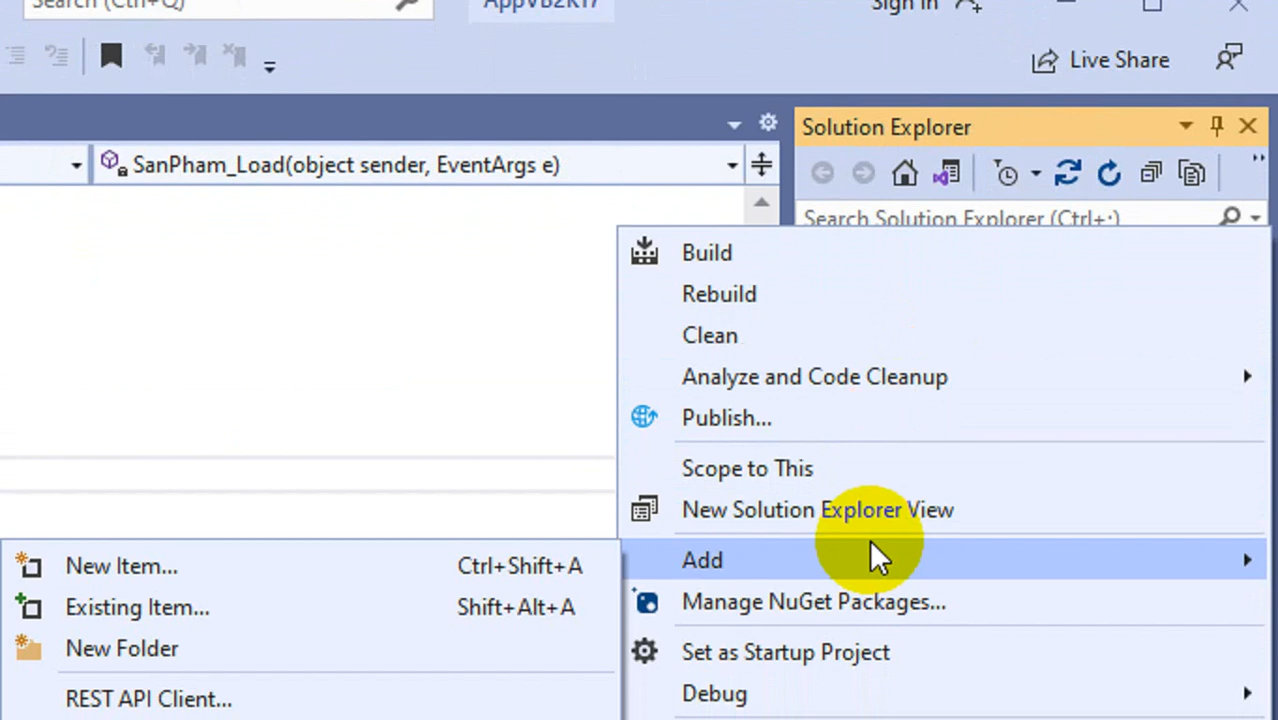 Search (Ctrl+Q)
AppVB2K17
Sign in
Live Share
Solution Explorer
SanPham_Load(object sender, EventArgs e)
Search Solution Explorer (Ctrl+;)
Build
Rebuild
Clean
Analyze and Code Cleanup
Publish...
Scope to This
New Solution Explorer View
Add
New Item... Ctrl+Shift+A
Existing Item... Shift+Alt+A
Manage NuGet Packages...
New Folder
Set as Startup Project
REST API Client...
Debug